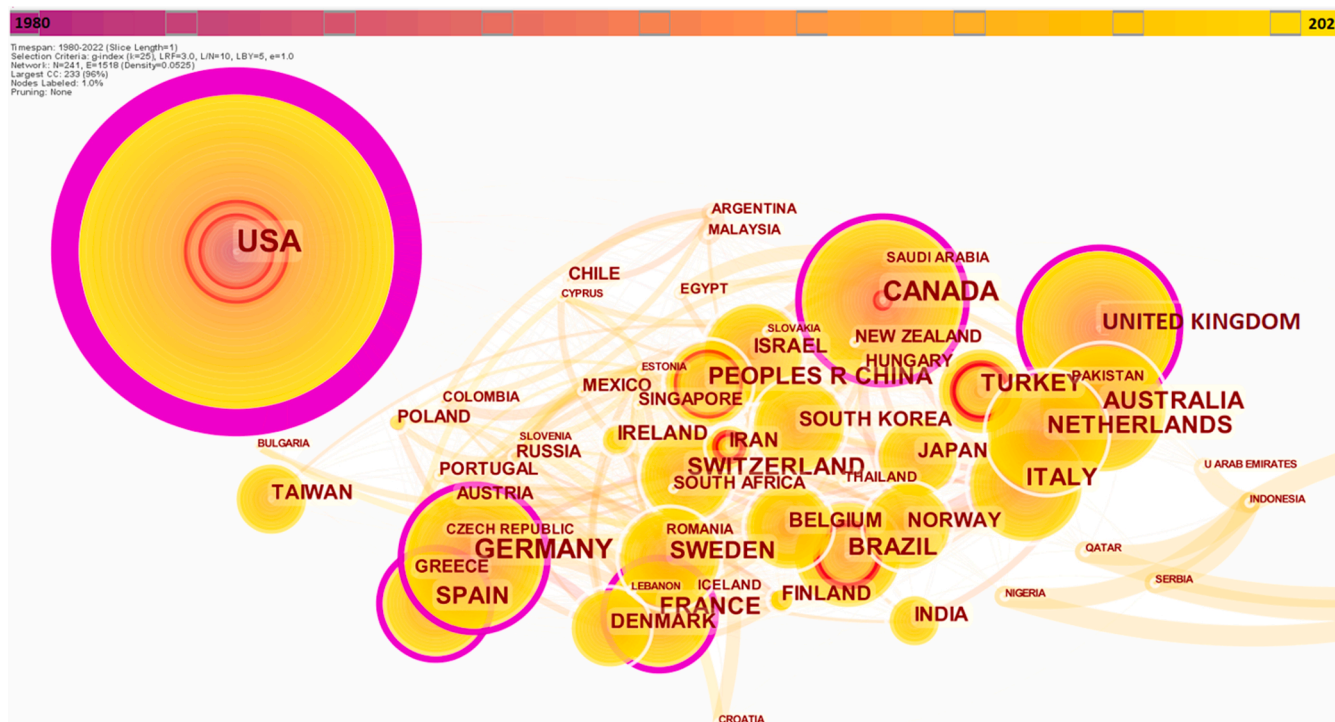 1980
202
Timespan: 1980-2022 (Slice Length=1)
Selection Criteria: g-index (k=25), LRF=3.0, L/N=10, LBY=5, e=1.0
Network: N=241, E=1518 (Density=0.0525)
Largest CC: 233 (96%)
Nodes Labeled: 1.0%
Pruning: None
ARGENTINA
MALAYSIA
USA
SAUDI ARABIA
CHILE
EGYPT
CYPRUS
CANADA
UNITED KINGDOM
SLOVAKIA
NEW ZEALAND
ISRAEL
HUNGARY
ESTONIA
PEOPLES R CHINA
PAKISTAN
MEXICO
TURKEY
COLOMBIA
SINGAPORE
AUSTRALIA
POLAND
SOUTH KOREA
NETHERLANDS
IRELAND
SLOVENIA
IRAN
BULGARIA
RUSSIA
JAPAN
U ARAB EMIRATES
PORTUGAL
SWITZERLAND
THAILAND
ITALY
SOUTH AFRICA
TAIWAN
AUSTRIA
INDONESIA
BELGIUM
NORWAY
CZECH REPUBLIC
ROMANIA
GERMANY
SWEDEN
BRAZIL
QATAR
GREECE
SERBIA
LEBANON
ICELAND
SPAIN
FINLAND
NIGERIA
FRANCE
DENMARK
INDIA
CROATIA